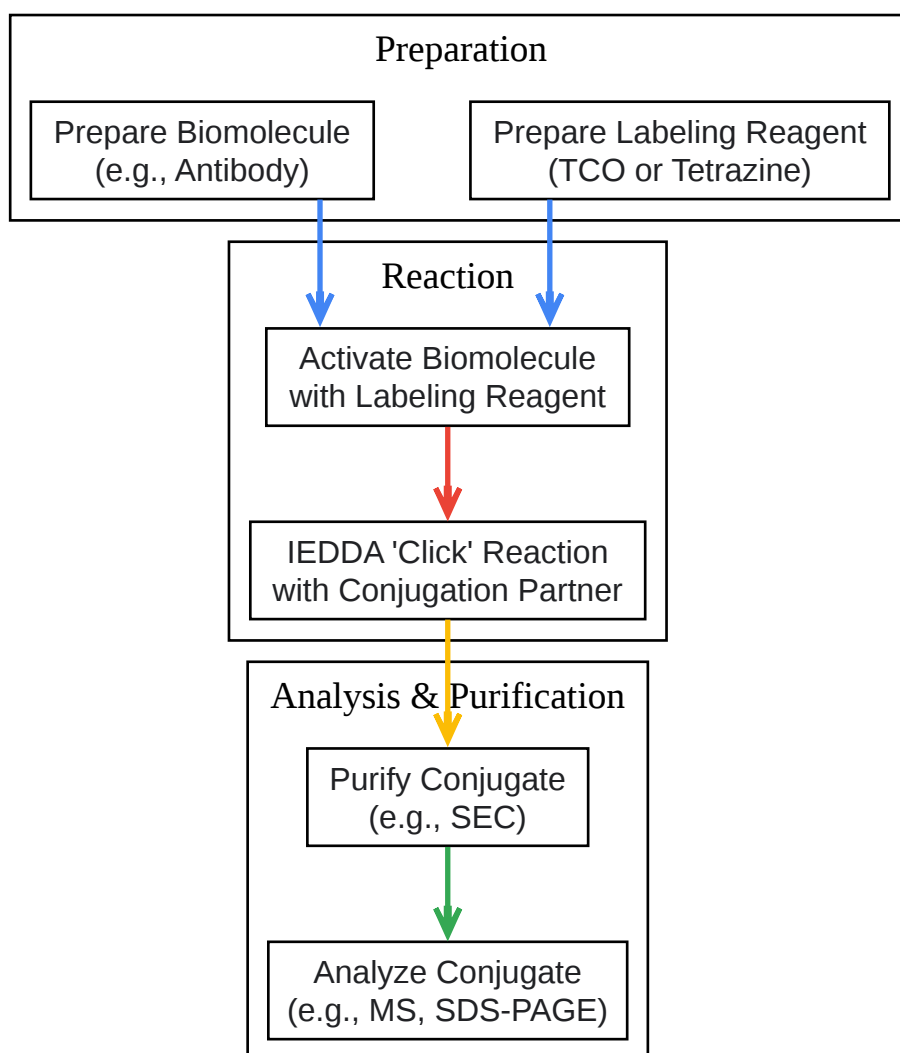 Preparation
Prepare Biomolecule
(e.g., Antibody)
Prepare Labeling Reagent
(TCO or Tetrazine)
Reaction
Activate Biomolecule
with Labeling Reagent
IEDDA 'Click' Reaction
with Conjugation Partner
Analysis & Purification
Purify Conjugate
(e.g., SEC)
Analyze Conjugate
(e.g., MS, SDS-PAGE)